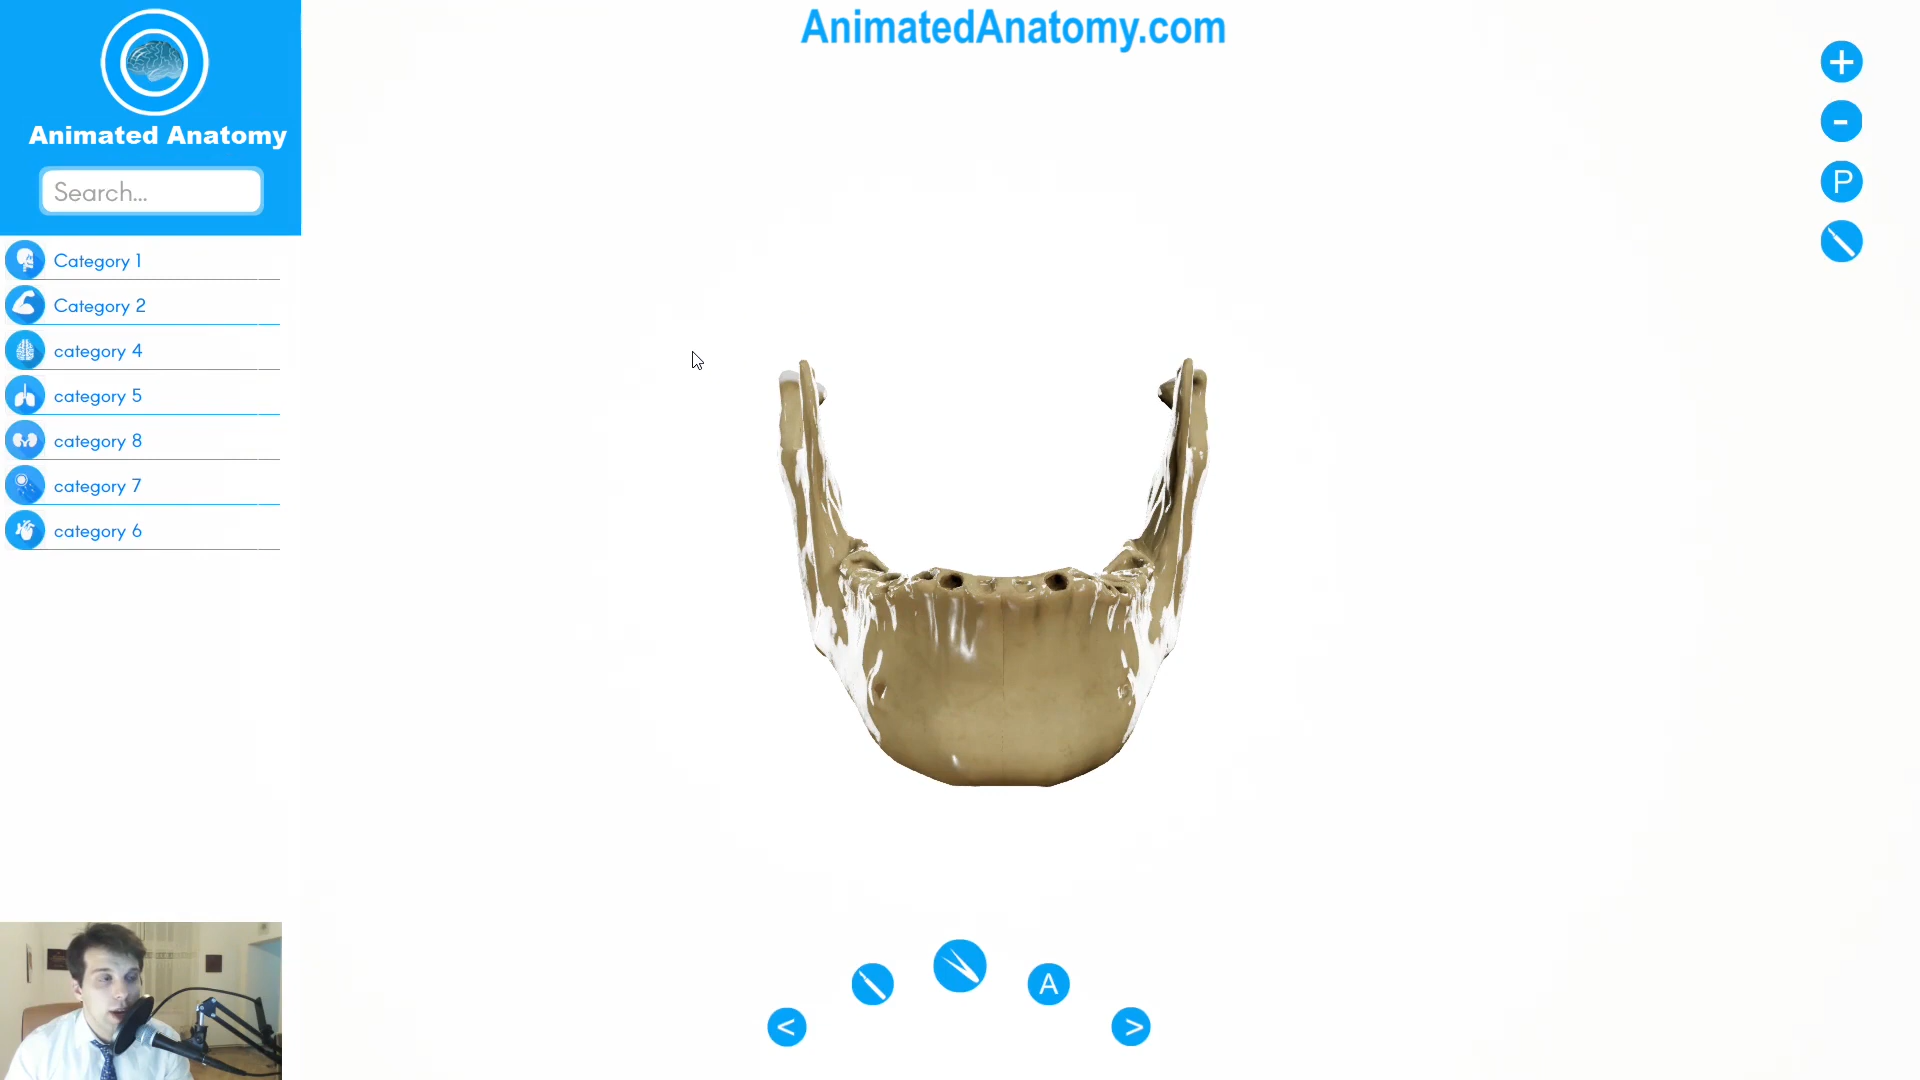 AnimatedAnatomy.com
Animated Anatomy
Search...
Category 1
Category 2
category 4
category 5
category 8
category 7
category 6
+
-
P
A
<
>